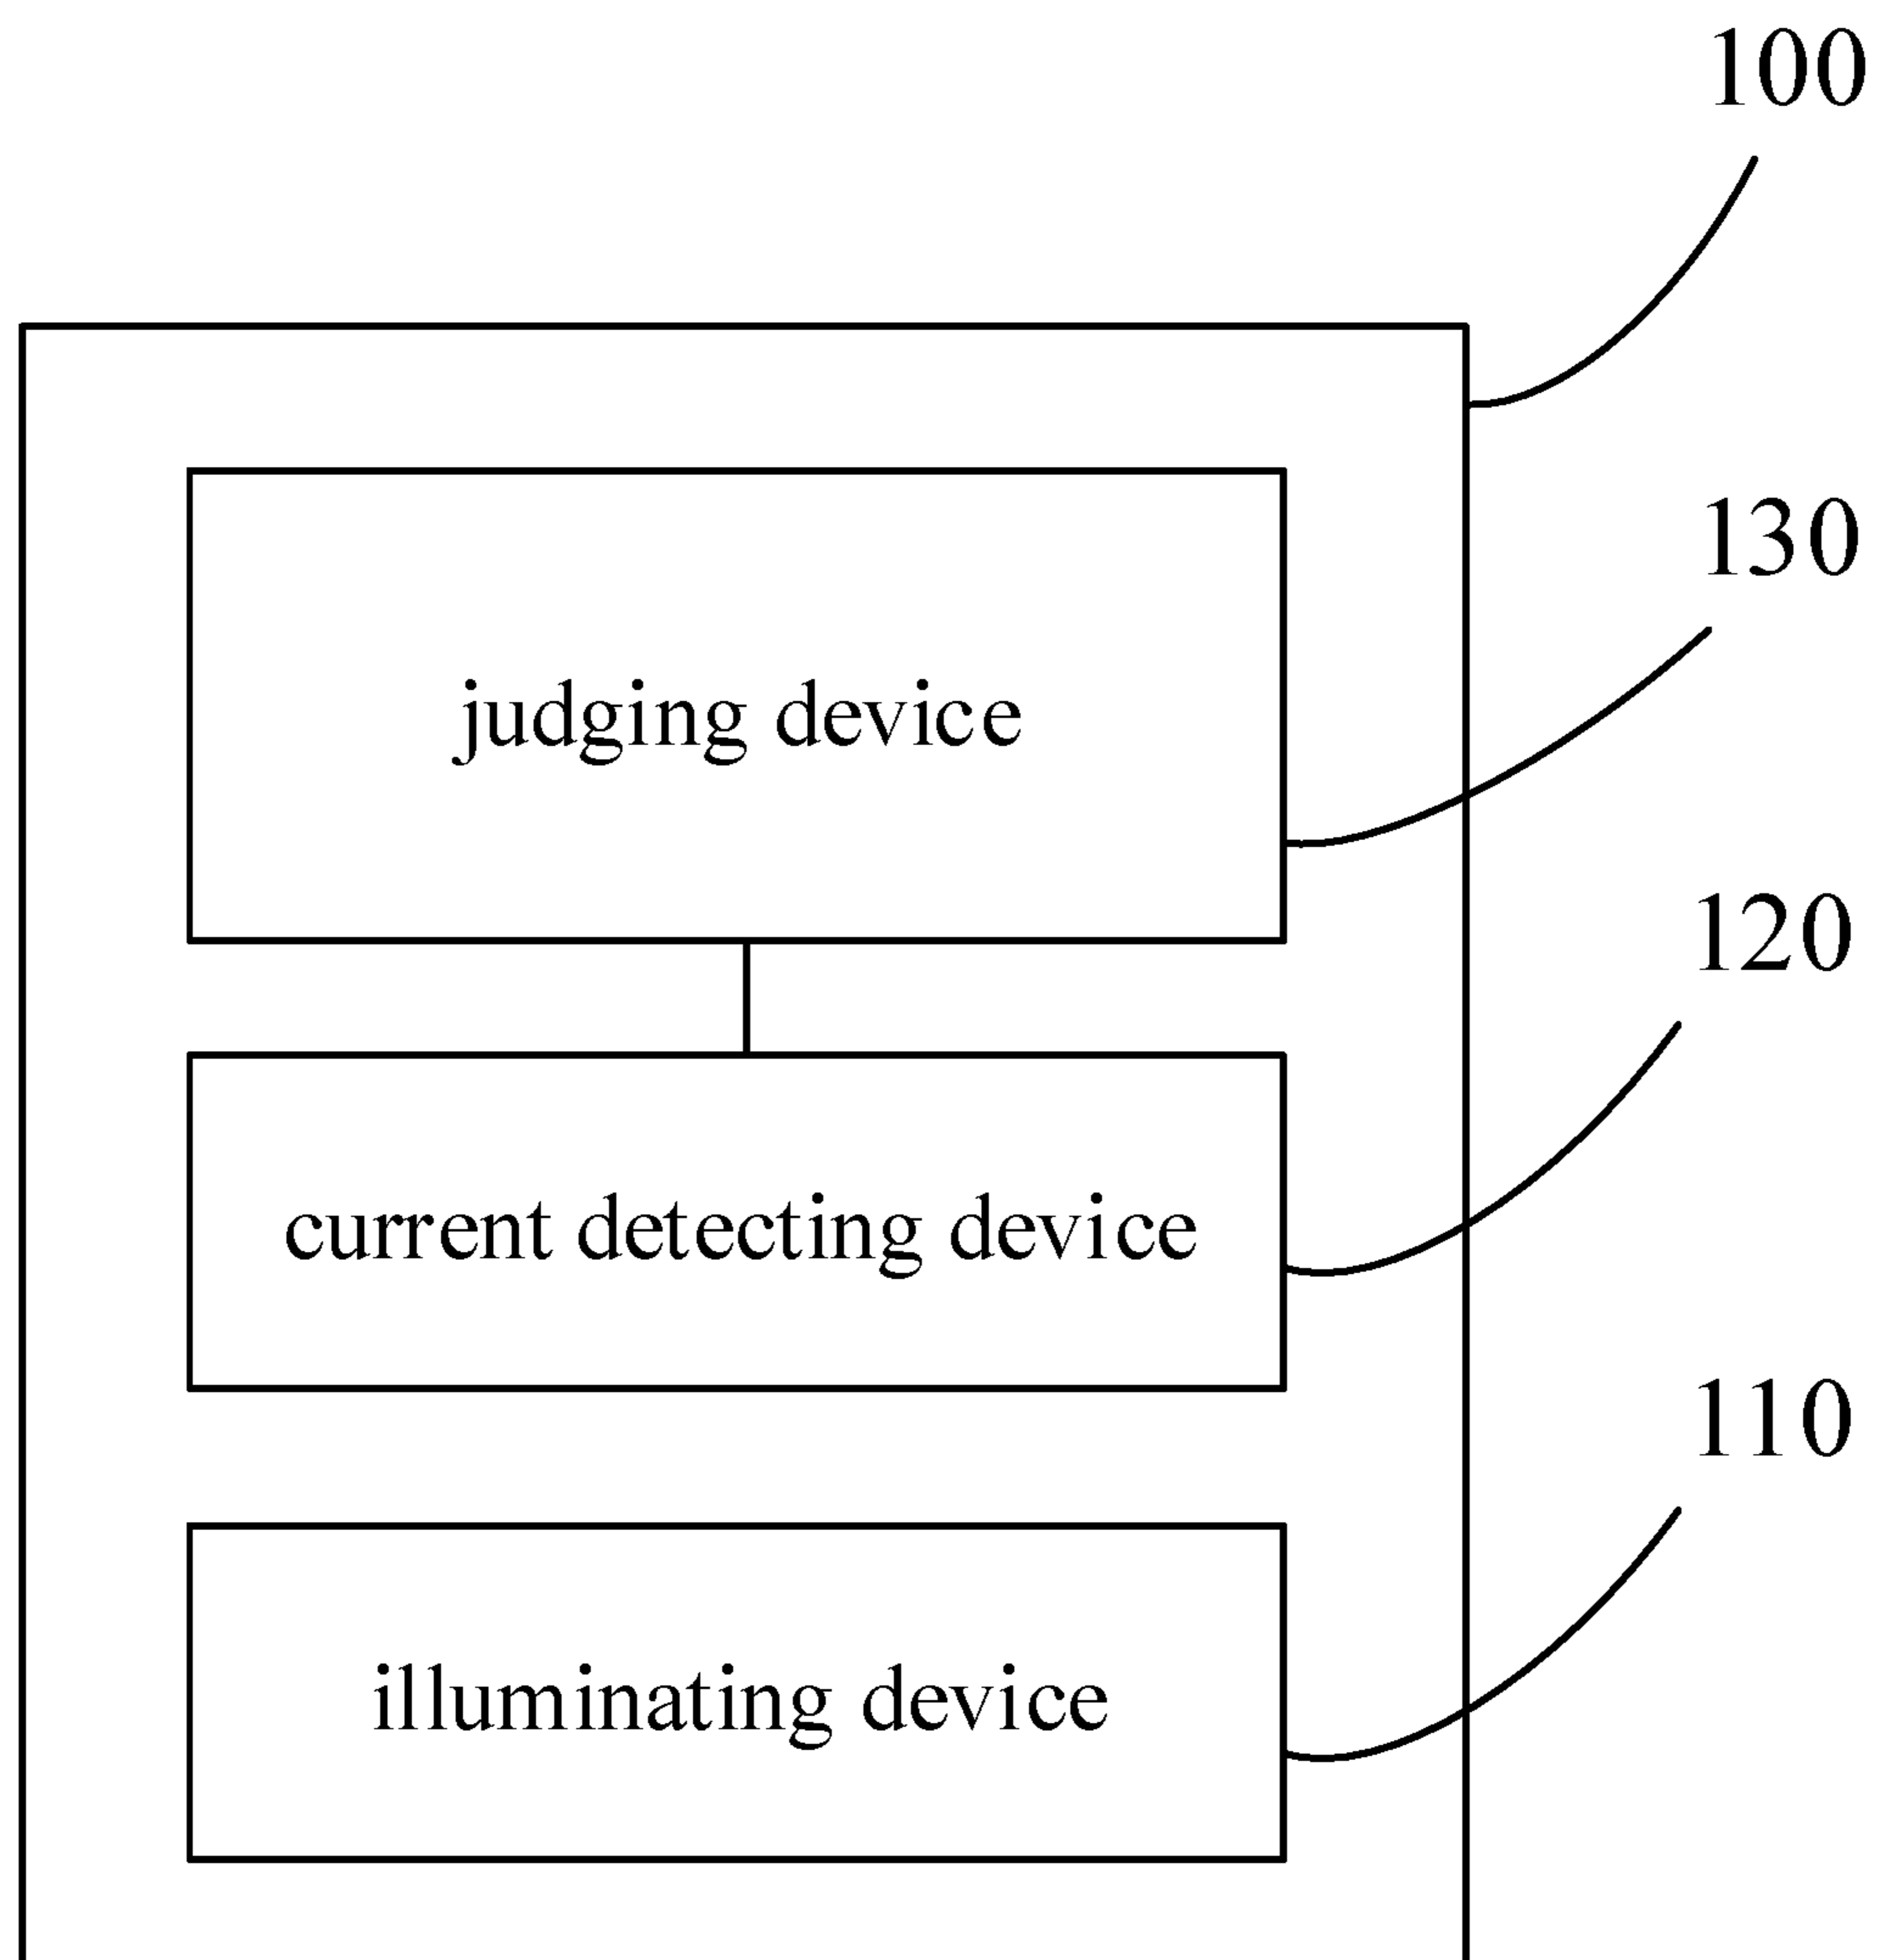 100
130
judging device
120
current detecting device
110
illuminating device